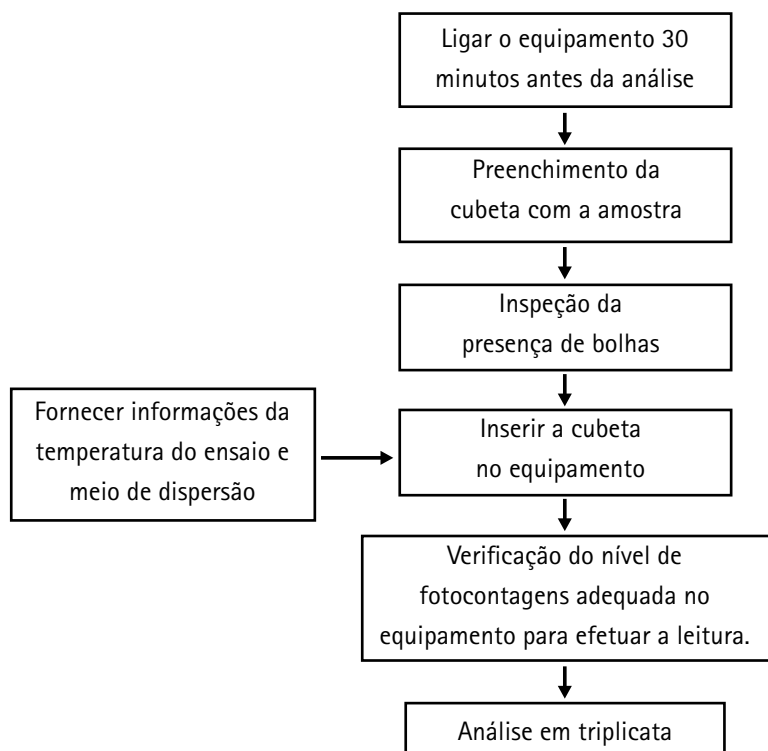 Ligar o equipamento 30
minutos antes da análise
Preenchimento da
cubeta com a amostra
Inspeção da
presença de bolhas
Fornecer informações da
temperatura do ensaio e
meio de dispersão
Inserir a cubeta
no equipamento
Verificação do nível de
fotocontagens adequada no
equipamento para efetuar a leitura.
Análise em triplicata